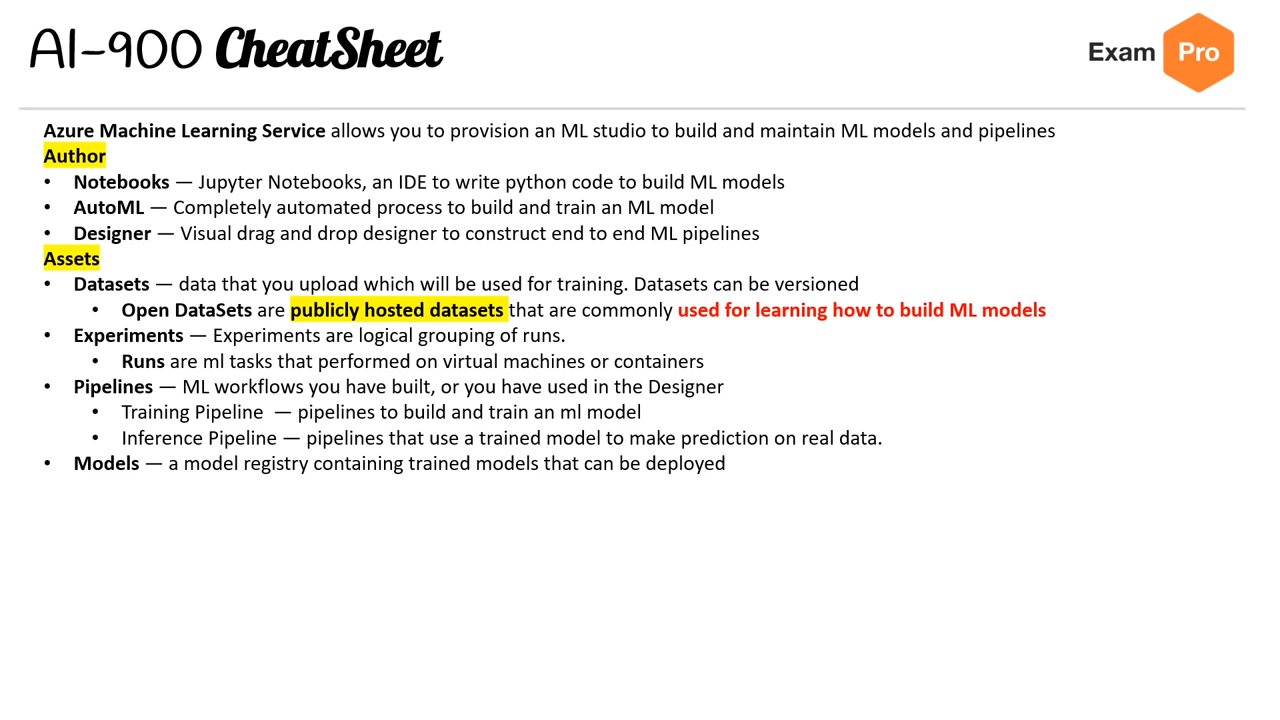 AI-900 CheatSheet
Exam Pro
Azure Machine Learning Service allows you to provision an ML studio to build and maintain ML models and pipelines
Author
• Notebooks — Jupyter Notebooks, an IDE to write python code to build ML models
• AutoML — Completely automated process to build and train an ML model
• Designer — Visual drag and drop designer to construct end to end ML pipelines
Assets
• Datasets — data that you upload which will be used for training. Datasets can be versioned
• Open DataSets are publicly hosted datasets that are commonly used for learning how to build ML models
• Experiments — Experiments are logical grouping of runs.
• Runs are ml tasks that performed on virtual machines or containers
• Pipelines — ML workflows you have built, or you have used in the Designer
• Training Pipeline — pipelines to build and train an ml model
• Inference Pipeline — pipelines that use a trained model to make prediction on real data.
• Models — a model registry containing trained models that can be deployed